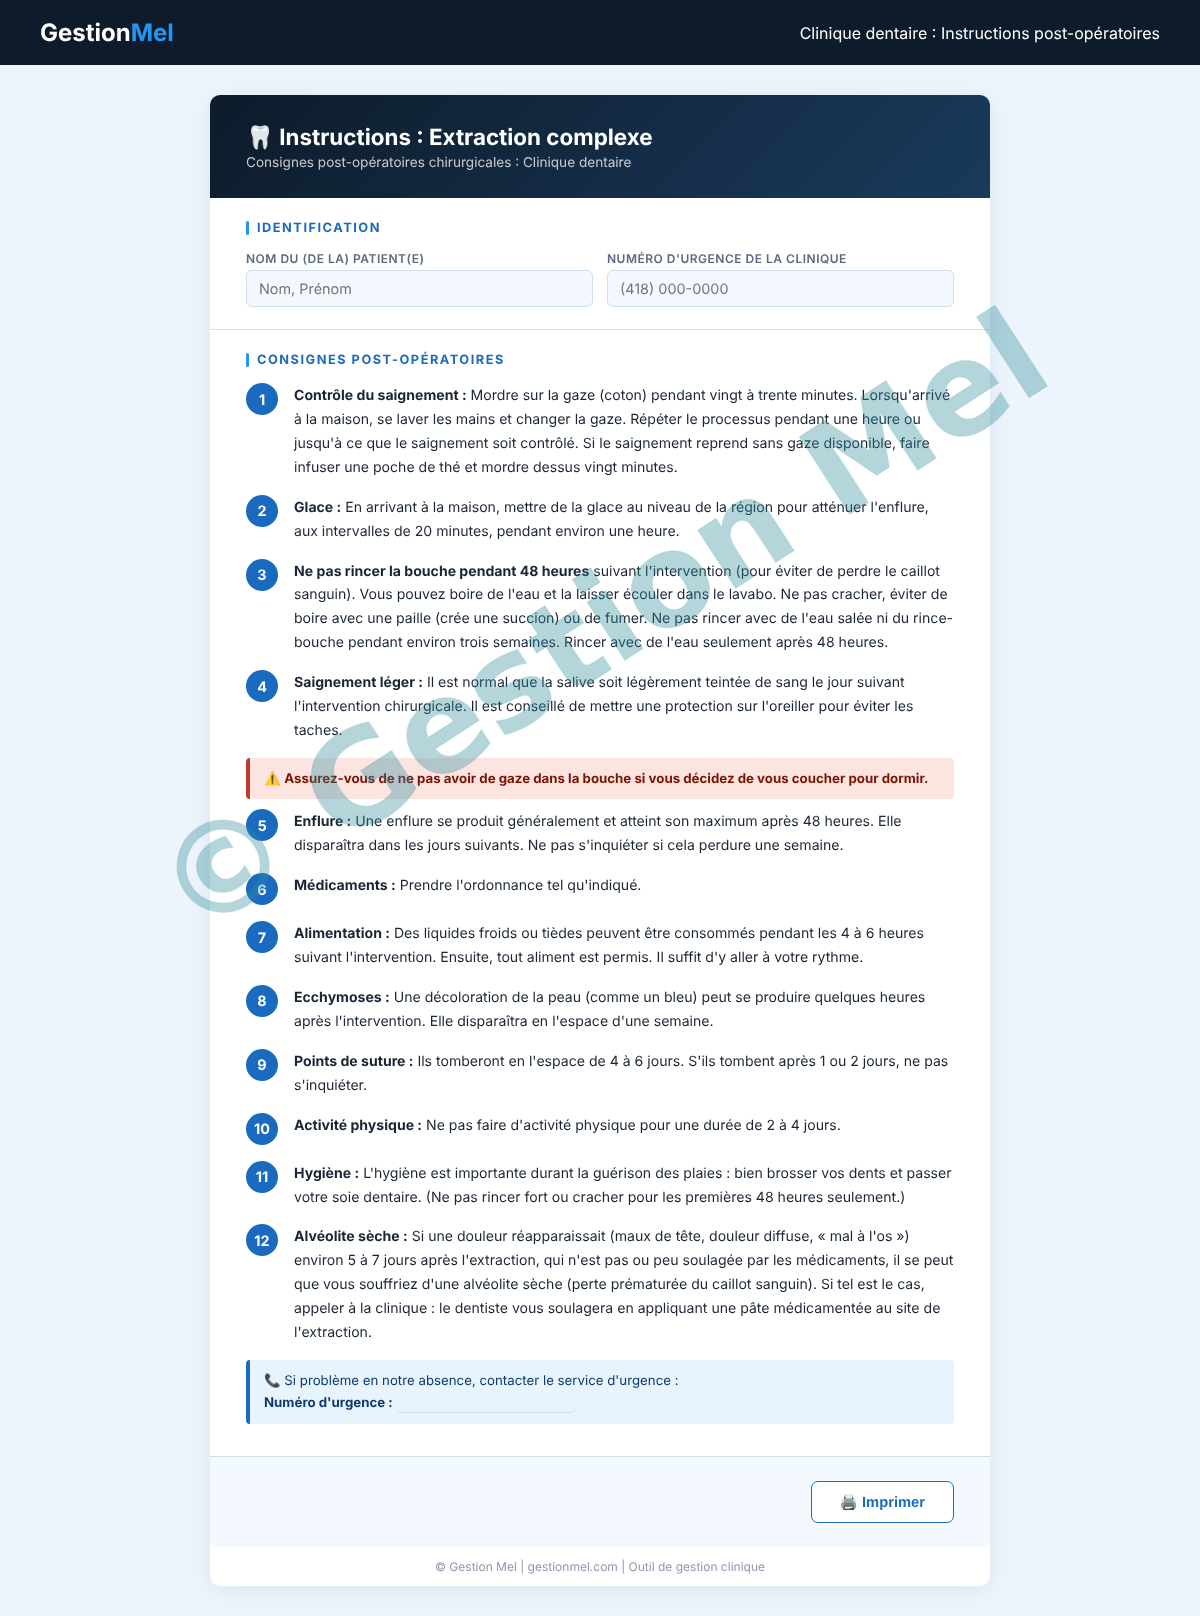 GestionMel
Clinique dentaire : Instructions post-opératoires
🦷 Instructions : Extraction complexe
Consignes post-opératoires chirurgicales : Clinique dentaire
IDENTIFICATION
NOM DU (DE LA) PATIENT(E)
NUMÉRO D'URGENCE DE LA CLINIQUE
Nom, Prénom
(418) 000-0000
CONSIGNES POST-OPÉRATOIRES
1 Contrôle du saignement : Mordre sur la gaze (coton) pendant vingt à trente minutes. Lorsqu'arrivé
à la maison, se laver les mains et changer la gaze. Répéter le processus pendant une heure ou
jusqu'à ce que le saignement soit contrôlé. Si le saignement reprend sans gaze disponible, faire
infuser une poche de thé et mordre dessus vingt minutes.
2 Glace : En arrivant à la maison, mettre de la glace au niveau de la région pour atténuer l'enflure,
aux intervalles de 20 minutes, pendant environ une heure.
3 Ne pas rincer la bouche pendant 48 heures suivant l'intervention (pour éviter de perdre le caillot
sanguin). Vous pouvez boire de l'eau et la laisser écouler dans le lavabo. Ne pas cracher, éviter de
boire avec une paille (crée une succion) ou de fumer. Ne pas rincer avec de l'eau salée ni du rince-
bouche pendant environ trois semaines. Rincer avec de l'eau seulement après 48 heures.
4 Saignement léger : Il est normal que la salive soit légèrement teintée de sang le jour suivant
l'intervention chirurgicale. Il est conseillé de mettre une protection sur l'oreiller pour éviter les
taches.
⚠️ Assurez-vous de ne pas avoir de gaze dans la bouche si vous décidez de vous coucher pour dormir.
5 Enflure : Une enflure se produit généralement et atteint son maximum après 48 heures. Elle
disparaîtra dans les jours suivants. Ne pas s'inquiéter si cela perdure une semaine.
6 Médicaments : Prendre l'ordonnance tel qu'indiqué.
7 Alimentation : Des liquides froids ou tièdes peuvent être consommés pendant les 4 à 6 heures
suivant l'intervention. Ensuite, tout aliment est permis. Il suffit d'y aller à votre rythme.
8 Ecchymoses : Une décoloration de la peau (comme un bleu) peut se produire quelques heures
après l'intervention. Elle disparaîtra en l'espace d'une semaine.
9 Points de suture : Ils tomberont en l'espace de 4 à 6 jours. S'ils tombent après 1 ou 2 jours, ne pas
s'inquiéter.
10 Activité physique : Ne pas faire d'activité physique pour une durée de 2 à 4 jours.
11 Hygiène : L'hygiène est importante durant la guérison des plaies : bien brosser vos dents et passer
votre soie dentaire. (Ne pas rincer fort ou cracher pour les premières 48 heures seulement.)
12 Alvéolite sèche : Si une douleur réapparaissait (maux de tête, douleur diffuse, « mal à l'os »)
environ 5 à 7 jours après l'extraction, qui n'est pas ou peu soulagée par les médicaments, il se peut
que vous souffriez d'une alvéolite sèche (perte prématurée du caillot sanguin). Si tel est le cas,
appeler à la clinique : le dentiste vous soulagera en appliquant une pâte médicamentée au site de
l'extraction.
📞 Si problème en notre absence, contacter le service d'urgence :
Numéro d'urgence :
🖨️ Imprimer
© Gestion Mel | gestionmel.com | Outil de gestion clinique
© Gestion Mel